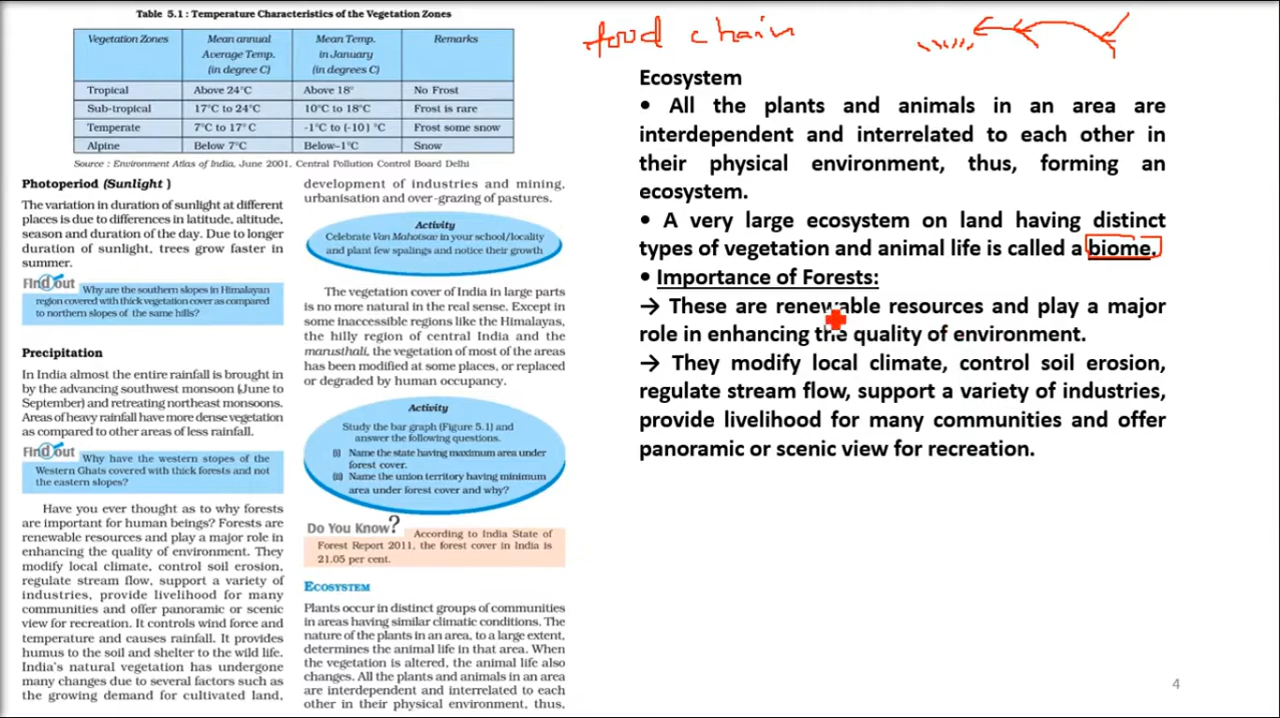 Table 5.1 : Temperature Characteristics of the Vegetation Zones
Vegetation Zones Mean annual Average Temp. (in degree C) Mean Temp. in January (in degrees C) Remarks
Tropical Above 24°C Above 18° No Frost
Sub-tropical 17°C to 24°C 10°C to 18°C Frost is rare
Temperate 7°C to 17°C -1°C to (-10) °C Frost some snow
Alpine Below 7°C Below–1°C Snow
Source : Environment Atlas of India, June 2001, Central Pollution Control Board Delhi
Photoperiod (Sunlight )
The variation in duration of sunlight at different
places is due to differences in latitude, altitude,
season and duration of the day. Due to longer
duration of sunlight, trees grow faster in
summer.
Find out Why are the southern slopes in Himalayan
region covered with thick vegetation cover as compared
to northern slopes of the same hills?
Precipitation
In India almost the entire rainfall is brought in
by the advancing southwest monsoon (June to
September) and retreating northeast monsoons.
Areas of heavy rainfall have more dense vegetation
as compared to other areas of less rainfall.
Find out Why have the western stopes of the
Western Ghats covered with thick forests and not
the eastern slopes?
Have you ever thought as to why forests
are important for human beings? Forests are
renewable resources and play a major role in
enhancing the quality of environment. They
modify local climate, control soil erosion,
regulate stream flow, support a variety of
industries, provide livelihood for many
communities and offer panoramic or scenic
view for recreation. It controls wind force and
temperature and causes rainfall. It provides
humus to the soil and shelter to the wild life.
India's natural vegetation has undergone
many changes due to several factors such as
the growing demand for cultivated land,
development of industries and mining,
urbanisation and over-grazing of pastures.
Activity
Celebrate Van Mahotsav in your school/locality
and plant few spalings and notice their growth
The vegetation cover of India in large parts
is no more natural in the real sense. Except in
some inaccessible regions like the Himalayas,
the hilly region of central India and the
marusthali, the vegetation of most of the areas
has been modified at some places, or replaced
or degraded by human occupancy.
Activity
Study the bar graph (Figure 5.1) and
answer the following questions.
(i) Name the state having maximum area under
forest cover.
(ii) Name the union territory having minimum
area under forest cover and why?
Do You Know? According to India State of
Forest Report 2011, the forest cover in India is
21.05 per cent.
ECOSYSTEM
Plants occur in distinct groups of communities
in areas having similar climatic conditions. The
nature of the plants in an area, to a large extent,
determines the animal life in that area. When
the vegetation is altered, the animal life also
changes. All the plants and animals in an area
are interdependent and interrelated to each
other in their physical environment, thus,
food chain
Ecosystem
• All the plants and animals in an area are
interdependent and interrelated to each other in
their physical environment, thus, forming an
ecosystem.
• A very large ecosystem on land having distinct
types of vegetation and animal life is called a biome.
• Importance of Forests:
→ These are renewable resources and play a major
role in enhancing the quality of environment.
→ They modify local climate, control soil erosion,
regulate stream flow, support a variety of industries,
provide livelihood for many communities and offer
panoramic or scenic view for recreation.
4